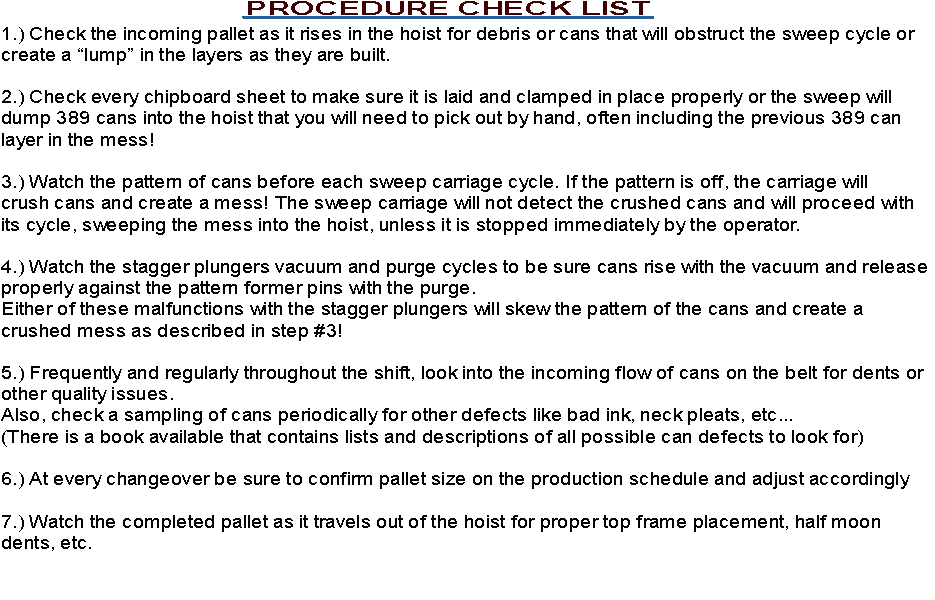 PROCEDURE CHECK LIST
1.) Check the incoming pallet as it rises in the hoist for debris or cans that will obstruct the sweep cycle or
create a “lump” in the layers as they are built.
2.) Check every chipboard sheet to make sure it is laid and clamped in place properly or the sweep will
dump 389 cans into the hoist that you will need to pick out by hand, often including the previous 389 can
layer in the mess!
3.) Watch the pattern of cans before each sweep carriage cycle. If the pattern is off, the carriage will
crush cans and create a mess! The sweep carriage will not detect the crushed cans and will proceed with
its cycle, sweeping the mess into the hoist, unless it is stopped immediately by the operator.
4.) Watch the stagger plungers vacuum and purge cycles to be sure cans rise with the vacuum and release
properly against the pattern former pins with the purge.
Either of these malfunctions with the stagger plungers will skew the pattern of the cans and create a
crushed mess as described in step #3!
5.) Frequently and regularly throughout the shift, look into the incoming flow of cans on the belt for dents or
other quality issues.
Also, check a sampling of cans periodically for other defects like bad ink, neck pleats, etc...
(There is a book available that contains lists and descriptions of all possible can defects to look for)
6.) At every changeover be sure to confirm pallet size on the production schedule and adjust accordingly
7.) Watch the completed pallet as it travels out of the hoist for proper top frame placement, half moon
dents, etc.